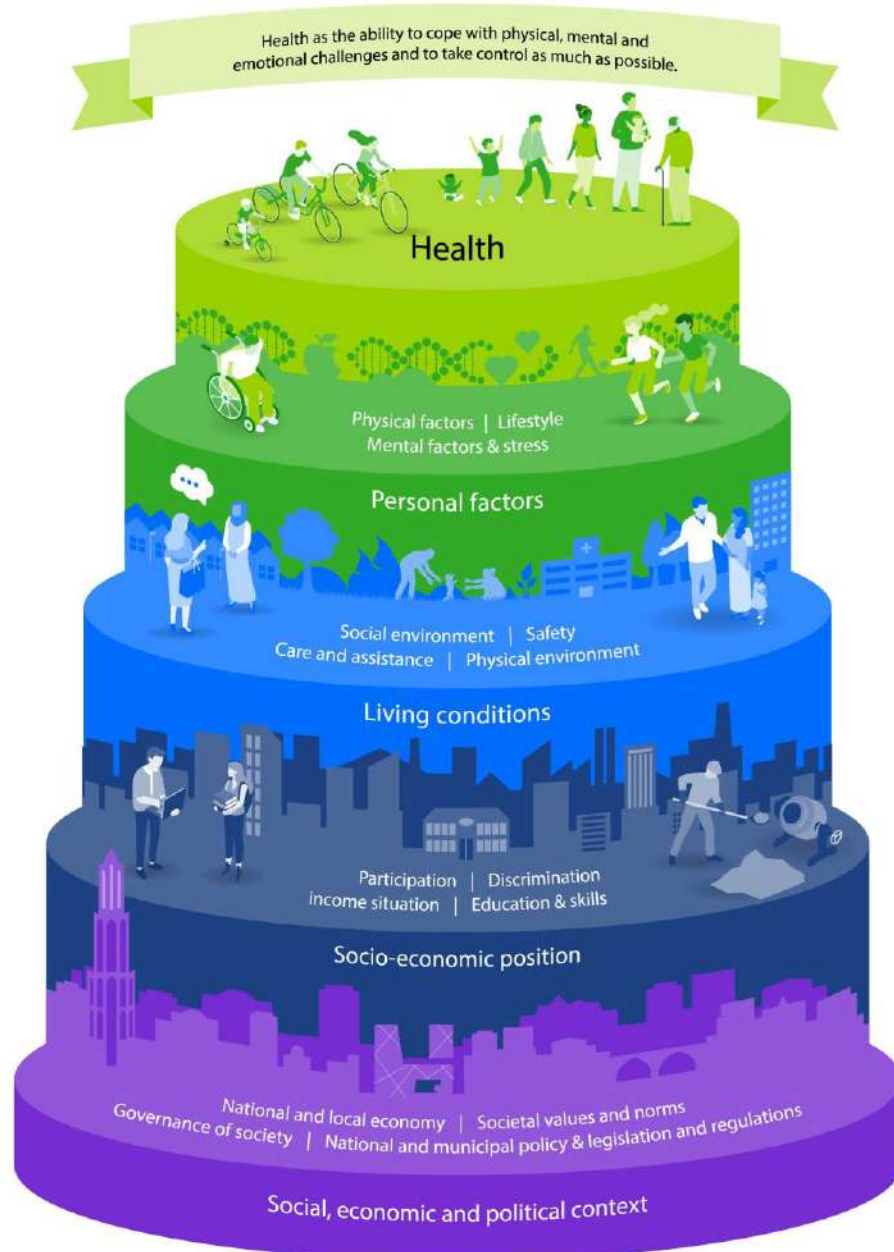 Health as the ability to cope with physical, mental and
emotional challenges and to take control as much as possible.
Health
Physical factors | Lifestyle
Mental factors & stress
Personal factors
Social environment | Safety
Care and assistance | Physical environment
Living conditions
Participation | Discrimination
income situation | Education & skills
Socio-economic position
National and local economy | Societal values and norms
Governance of society | National and municipal policy & legislation and regulations
Social, economic and political context